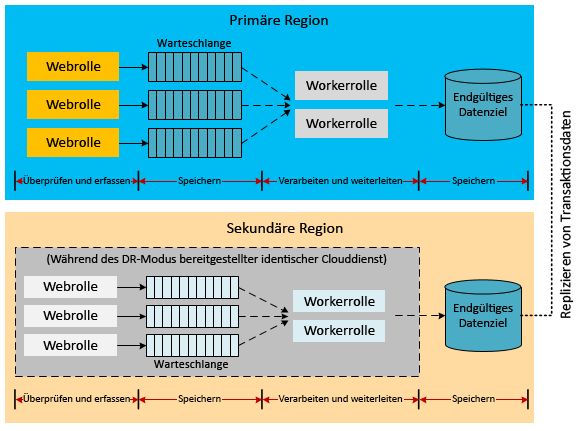 Primäre Region
Warteschlange
Webrolle
Webrolle
Webrolle
Workerrolle
Workerrolle
Endgültiges
Datenziel
Überprüfen und erfassen
Speichern
Verarbeiten und weiterleiten
Speichern
Replizieren von Transaktionsdaten
Sekundäre Region
(Während des DR-Modus bereitgestellter identischer Clouddienst)
Webrolle
Webrolle
Webrolle
Workerrolle
Workerrolle
Endgültiges
Datenziel
Warteschlange
Überprüfen und erfassen
Speichern
Verarbeiten und weiterleiten
Speichern